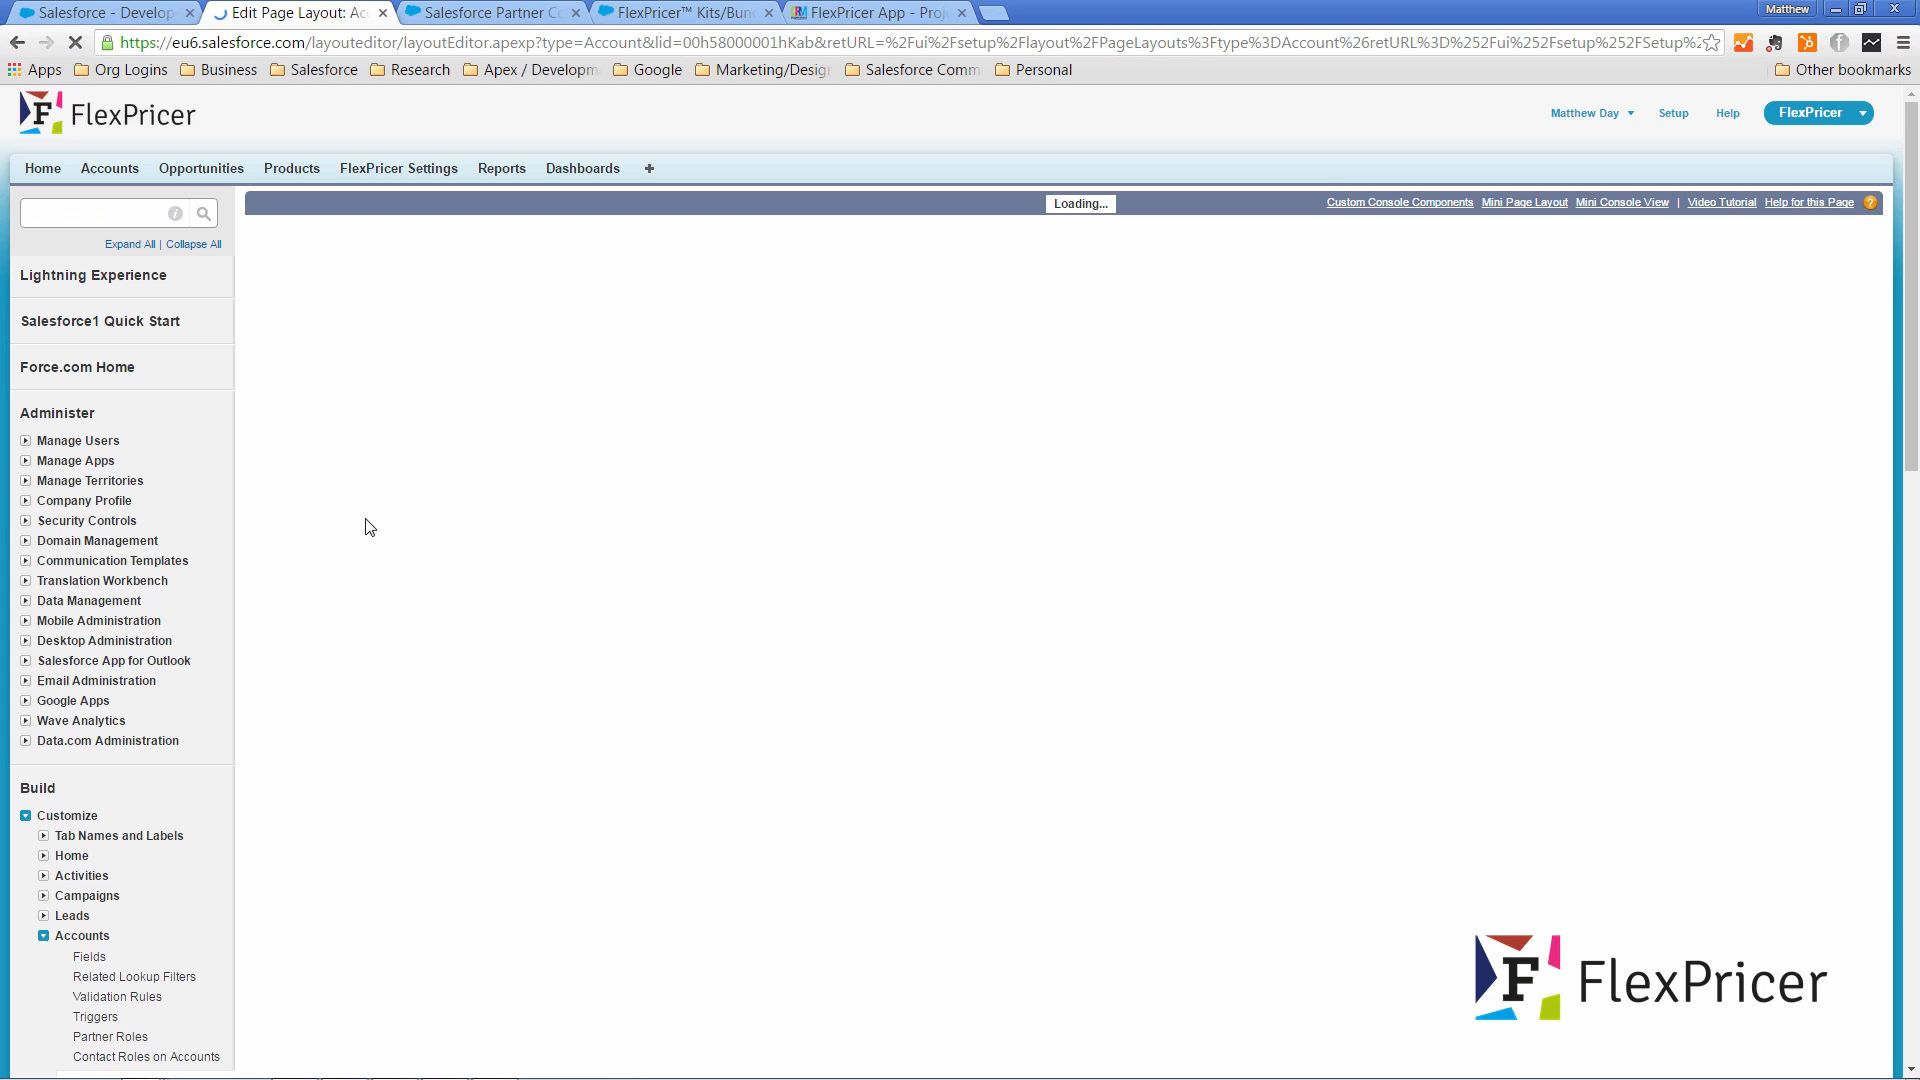 Salesforce - Develop
Edit Page Layout: Ac
Salesforce Partner C
FlexPricer™ Kits/Bun
FlexPricer App - Proj
Matthew
https://eu6.salesforce.com/layouteditor/layoutEditor.apexp?type=Account&lid=00h58000001hKab&retURL=%2Fui%2Fsetup%2Flayout%2FPageLayouts%3Ftype%3DAccount%26retURL%3D%252Fui%252Fsetup%252FSetup%2
Apps
Org Logins
Business
Salesforce
Research
Apex / Developm
Google
Marketing/Desig
Salesforce Comm
Personal
Other bookmarks
FlexPricer
Matthew Day
Setup
Help
FlexPricer
Home
Accounts
Opportunities
Products
FlexPricer Settings
Reports
Dashboards
+
Loading...
Custom Console Components
Mini Page Layout
Mini Console View
|
Video Tutorial
Help for this Page
?
Expand All | Collapse All
Lightning Experience
Salesforce1 Quick Start
Force.com Home
Administer
Manage Users
Manage Apps
Manage Territories
Company Profile
Security Controls
Domain Management
Communication Templates
Translation Workbench
Data Management
Mobile Administration
Desktop Administration
Salesforce App for Outlook
Email Administration
Google Apps
Wave Analytics
Data.com Administration
Build
Customize
Tab Names and Labels
Home
Activities
Campaigns
Leads
Accounts
Fields
Related Lookup Filters
Validation Rules
Triggers
Partner Roles
Contact Roles on Accounts
F FlexPricer